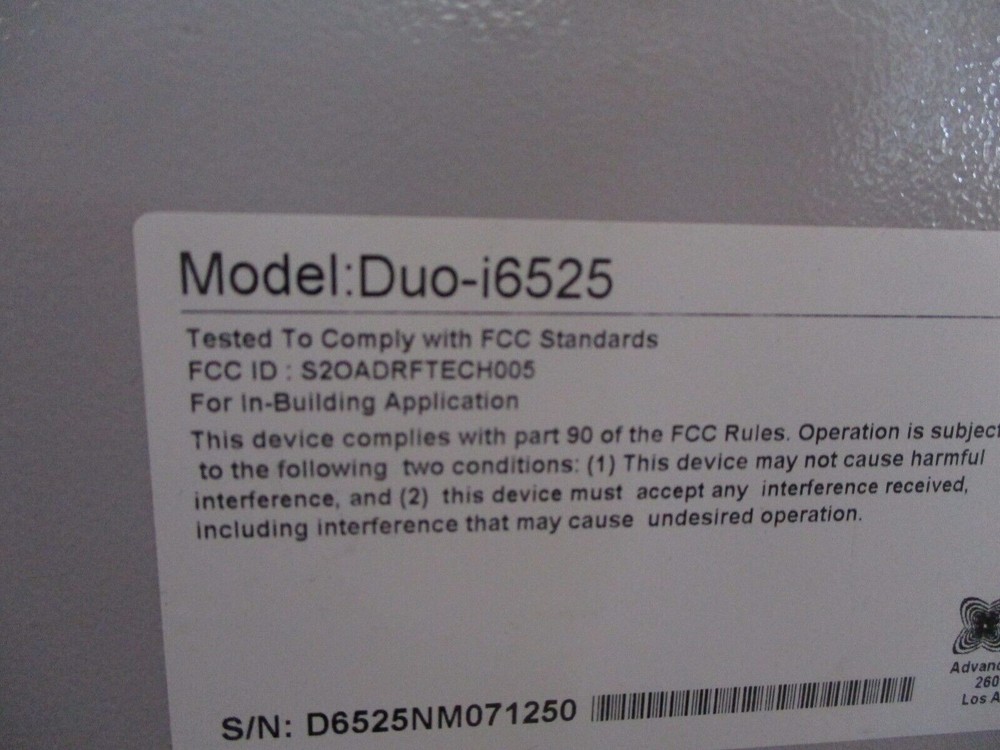 Model:Duo-i6525
Tested To Comply with FCC Standards
FCC ID : S2OADRFTECH005
For In-Building Application
This device complies with part 90 of the FCC Rules. Operation is subject
to the following two conditions: (1) This device may not cause harmful
interference, and (2) this device must accept any interference received,
including interference that may cause undesired operation.
Advanc
260
Los A
S/N: D6525NM071250